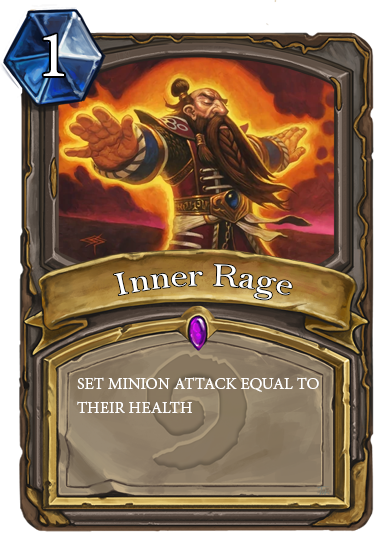 1
Inner Rage
SET MINION ATTACK EQUAL TO
THEIR HEALTH